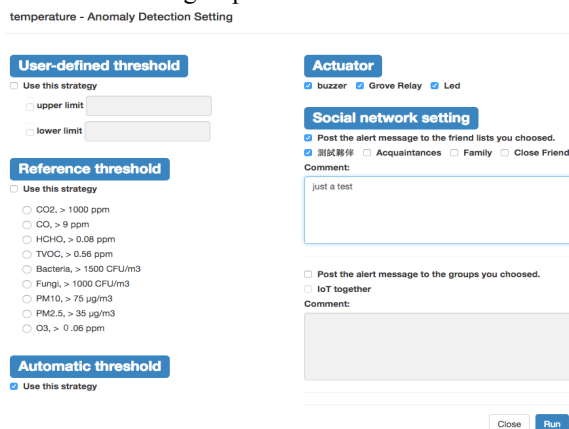 temperature - Anomaly Detection Setting
User-defined threshold
Use this strategy
upper limit
lower limit
Reference threshold
Use this strategy
CO2, > 1000 ppm
CO, > 9 ppm
HCHO, > 0.08 ppm
TVOC, > 0.56 ppm
Bacteria, > 1500 CFU/m3
Fungi, > 1000 CFU/m3
PM10, > 75 μg/m3
PM2.5, > 35 μg/m3
O3, > 0.06 ppm
Automatic threshold
Use this strategy
Actuator
buzzer Grove Relay Led
Social network setting
Post the alert message to the friend lists you choosed.
測試夥伴 Acquaintances Family Close Friend
Comment:
just a test
Post the alert message to the groups you choosed.
IoT together
Comment:
Close Run